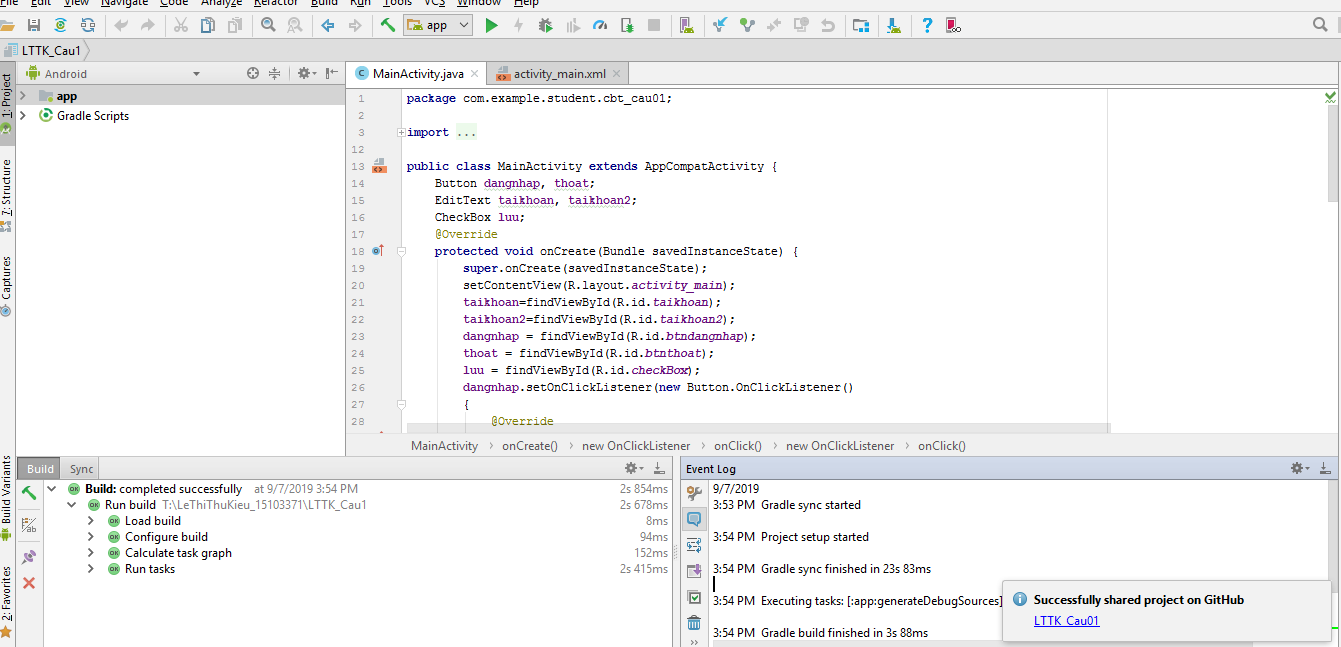 File Edit View Navigate Code Analyze Refactor Build Run Tools VCS Window Help
app
LTTK_Cau1
1: Project
7: Structure
Captures
Build Variants
2: Favorites
Android
app
Gradle Scripts
MainActivity.java
activity_main.xml
1 package com.example.student.cbt_cau01;
2
3 import ...
12
13 public class MainActivity extends AppCompatActivity {
14 Button dangnhap, thoat;
15 EditText taikhoan, taikhoan2;
16 CheckBox luu;
17 @Override
18 protected void onCreate(Bundle savedInstanceState) {
19 super.onCreate(savedInstanceState);
20 setContentView(R.layout.activity_main);
21 taikhoan=findViewById(R.id.taikhoan);
22 taikhoan2=findViewById(R.id.taikhoan2);
23 dangnhap = findViewById(R.id.btndangnhap);
24 thoat = findViewById(R.id.btnthoat);
25 luu = findViewById(R.id.checkBox);
26 dangnhap.setOnClickListener(new Button.OnClickListener()
27 {
28 @Override
MainActivity › onCreate() › new OnClickListener › onClick() › new OnClickListener › onClick()
Build Sync
Build: completed successfully at 9/7/2019 3:54 PM 2s 854ms
Run build T:\LeThiThuKieu_15103371\LTTK_Cau1 2s 678ms
Load build 8ms
Configure build 94ms
Calculate task graph 152ms
Run tasks 2s 415ms
Event Log
9/7/2019
3:53 PM Gradle sync started
3:54 PM Project setup started
3:54 PM Gradle sync finished in 23s 83ms
3:54 PM Executing tasks: [:app:generateDebugSources]
3:54 PM Gradle build finished in 3s 88ms
Successfully shared project on GitHub
LTTK_Cau01